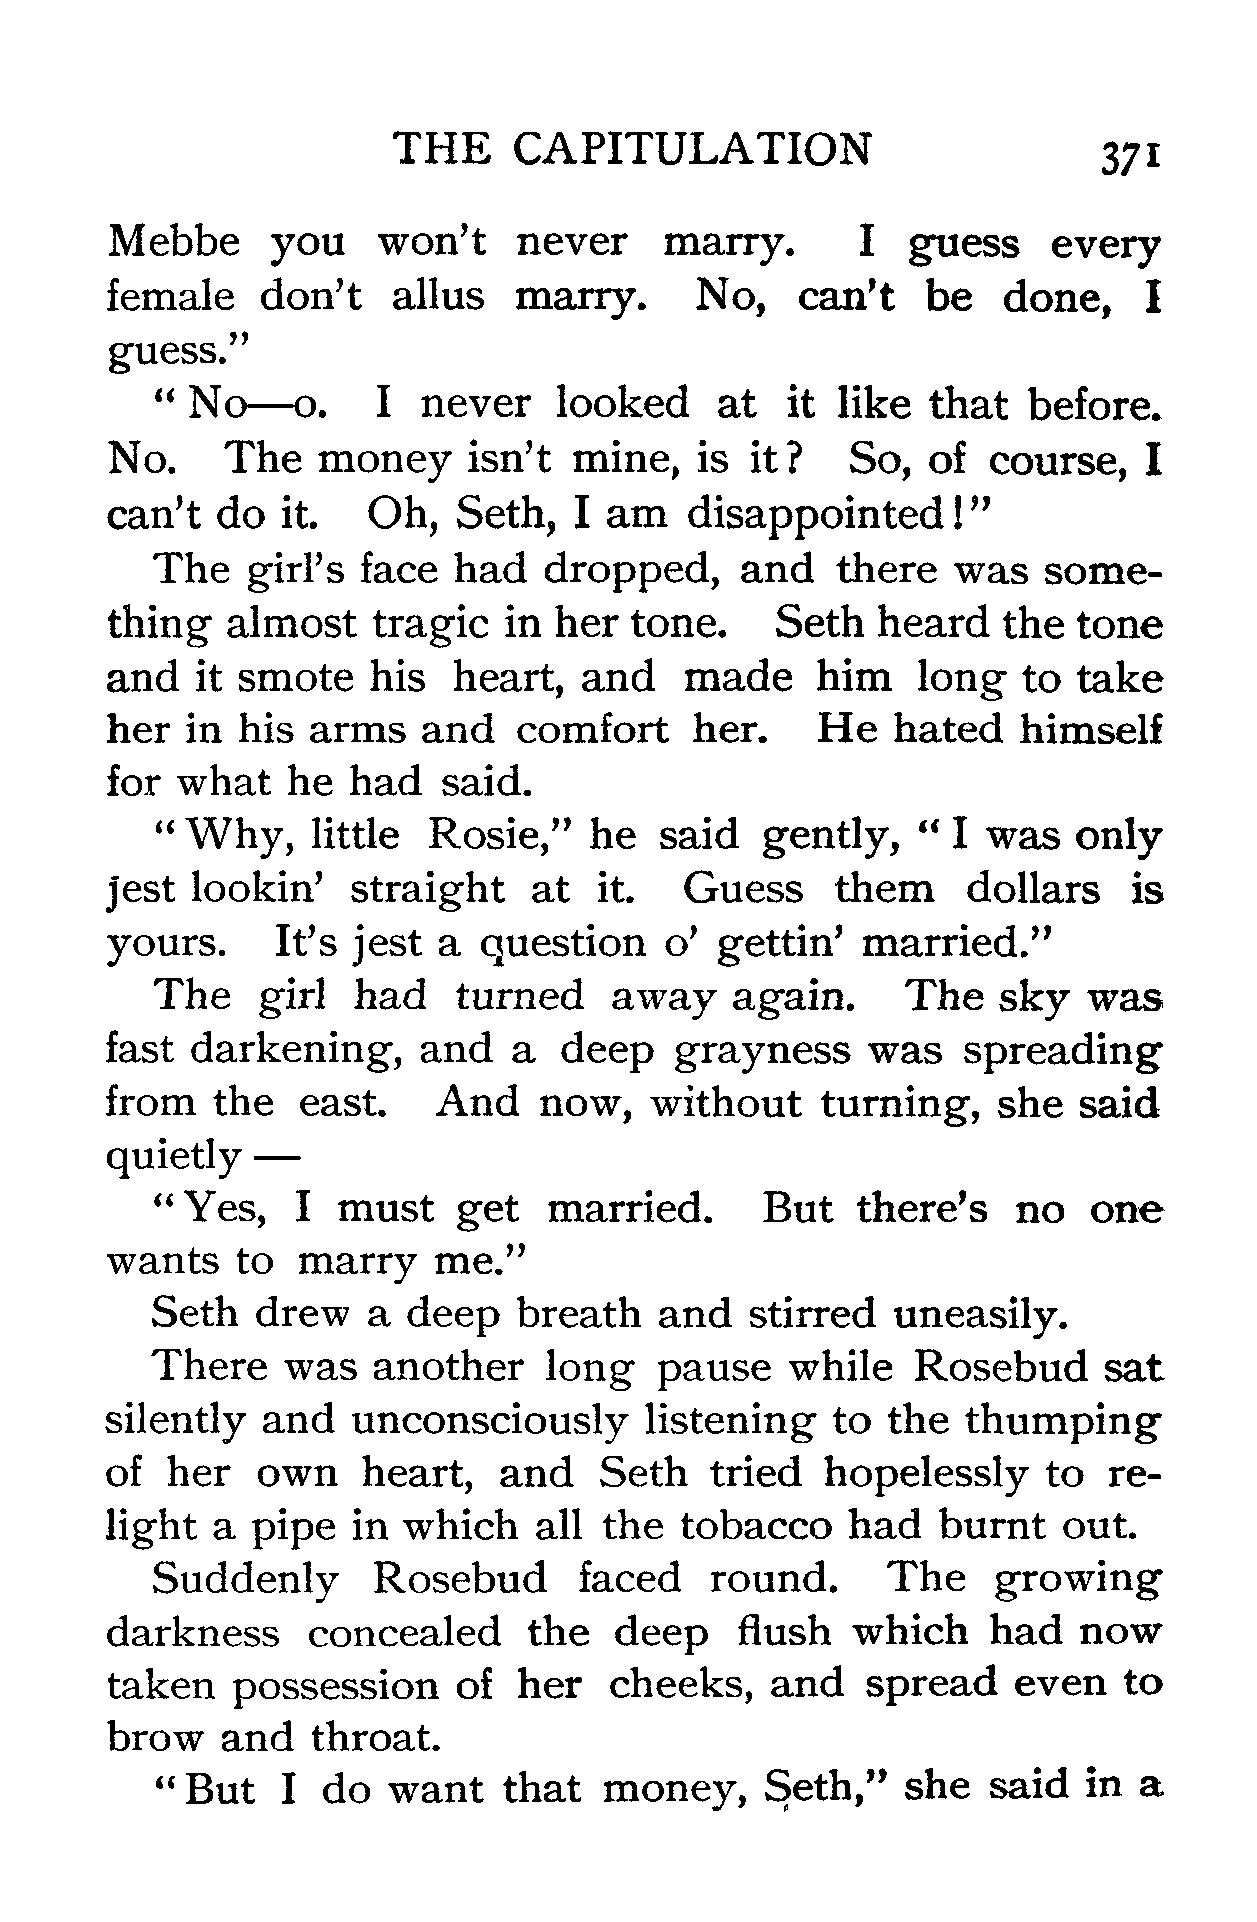 THE CAPITULATION 371
Mebbe you won't never marry. I guess every
female don't allus marry. No, can't be done, I
guess."
"No—o. I never looked at it like that before.
No. The money isn't mine, is it? So, of course, I
can't do it. Oh, Seth, I am disappointed!"
The girl's face had dropped, and there was some-
thing almost tragic in her tone. Seth heard the tone
and it smote his heart, and made him long to take
her in his arms and comfort her. He hated himself
for what he had said.
"Why, little Rosie," he said gently, "I was only
jest lookin' straight at it. Guess them dollars is
yours. It's jest a question o' gettin' married."
The girl had turned away again. The sky was
fast darkening, and a deep grayness was spreading
from the east. And now, without turning, she said
quietly—
"Yes, I must get married. But there's no one
wants to marry me."
Seth drew a deep breath and stirred uneasily.
There was another long pause while Rosebud sat
silently and unconsciously listening to the thumping
of her own heart, and Seth tried hopelessly to re-
light a pipe in which all the tobacco had burnt out.
Suddenly Rosebud faced round. The growing
darkness concealed the deep flush which had now
taken possession of her cheeks, and spread even to
brow and throat.
"But I do want that money, Seth," she said in a